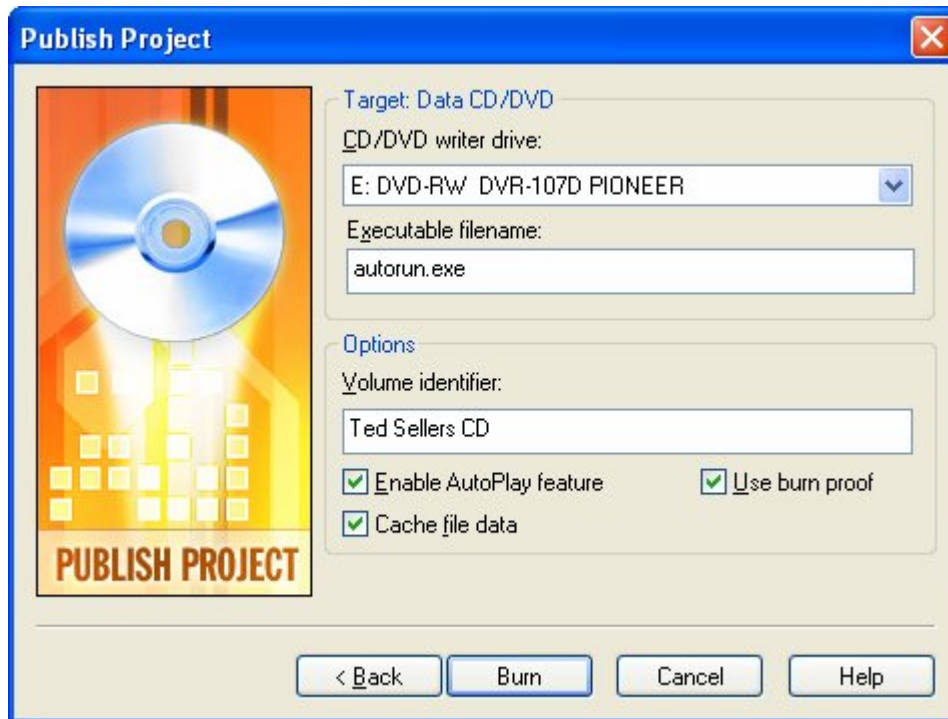 Publish Project
Target: Data CD/DVD
CD/DVD writer drive:
E: DVD-RW  DVR-107D PIONEER
Executable filename:
autorun.exe
Options
Volume identifier:
Ted Sellers CD
Enable AutoPlay feature
Use burn proof
Cache file data
PUBLISH PROJECT
< Back
Burn
Cancel
Help